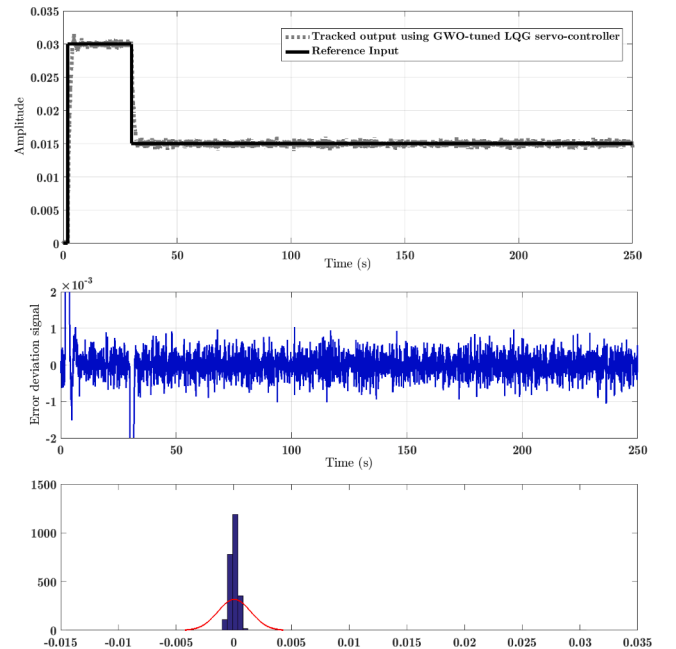 0.035
0.03
0.025
0.02
0.015
0.01
0.005
0
Amplitude
Tracked output using GWO-tuned LQG servo-controller
Reference Input
0 50 100 150 200 250
Time (s)
×10⁻³
2
1
0
-1
-2
Error deviation signal
0 50 100 150 200 250
Time (s)
1500
1000
500
0
-0.015 -0.01 -0.005 0 0.005 0.01 0.015 0.02 0.025 0.03 0.035